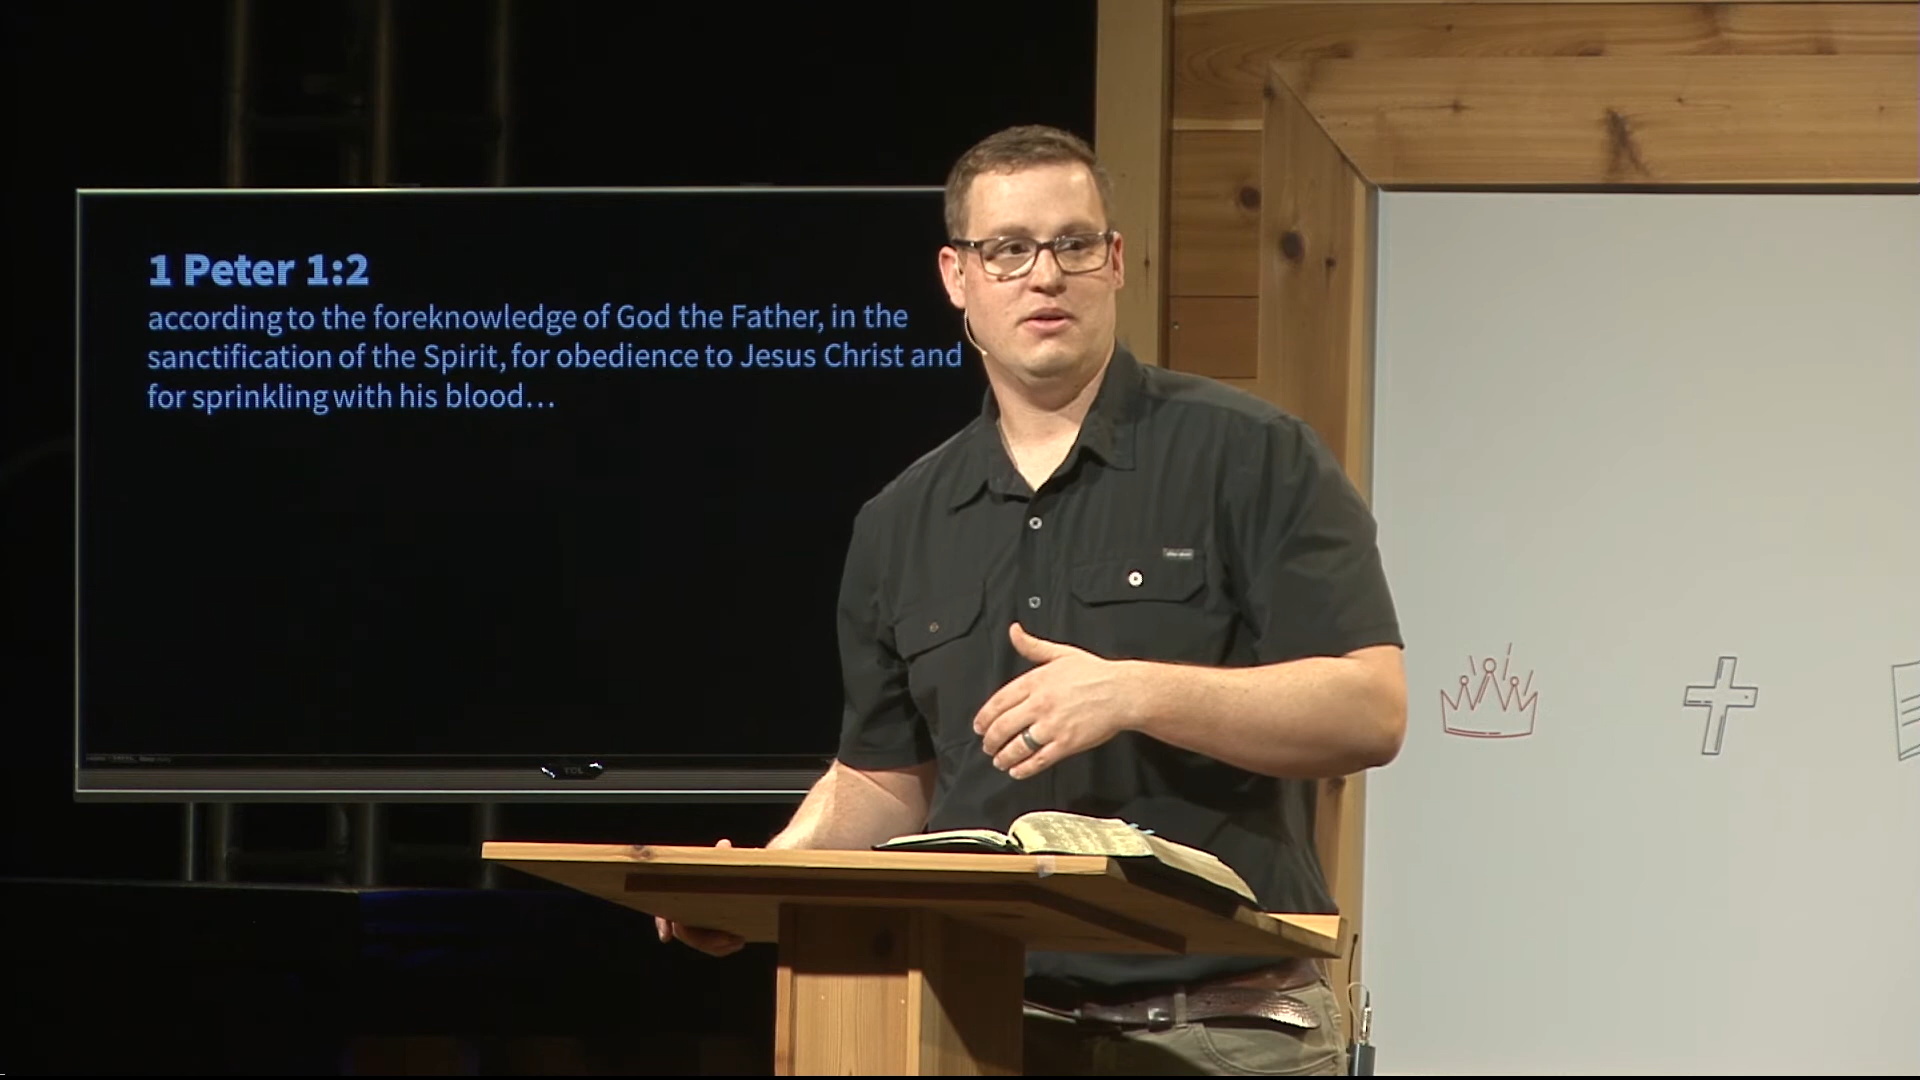 1 Peter 1:2
according to the foreknowledge of God the Father, in the
sanctification of the Spirit, for obedience to Jesus Christ and
for sprinkling with his blood…
TCL